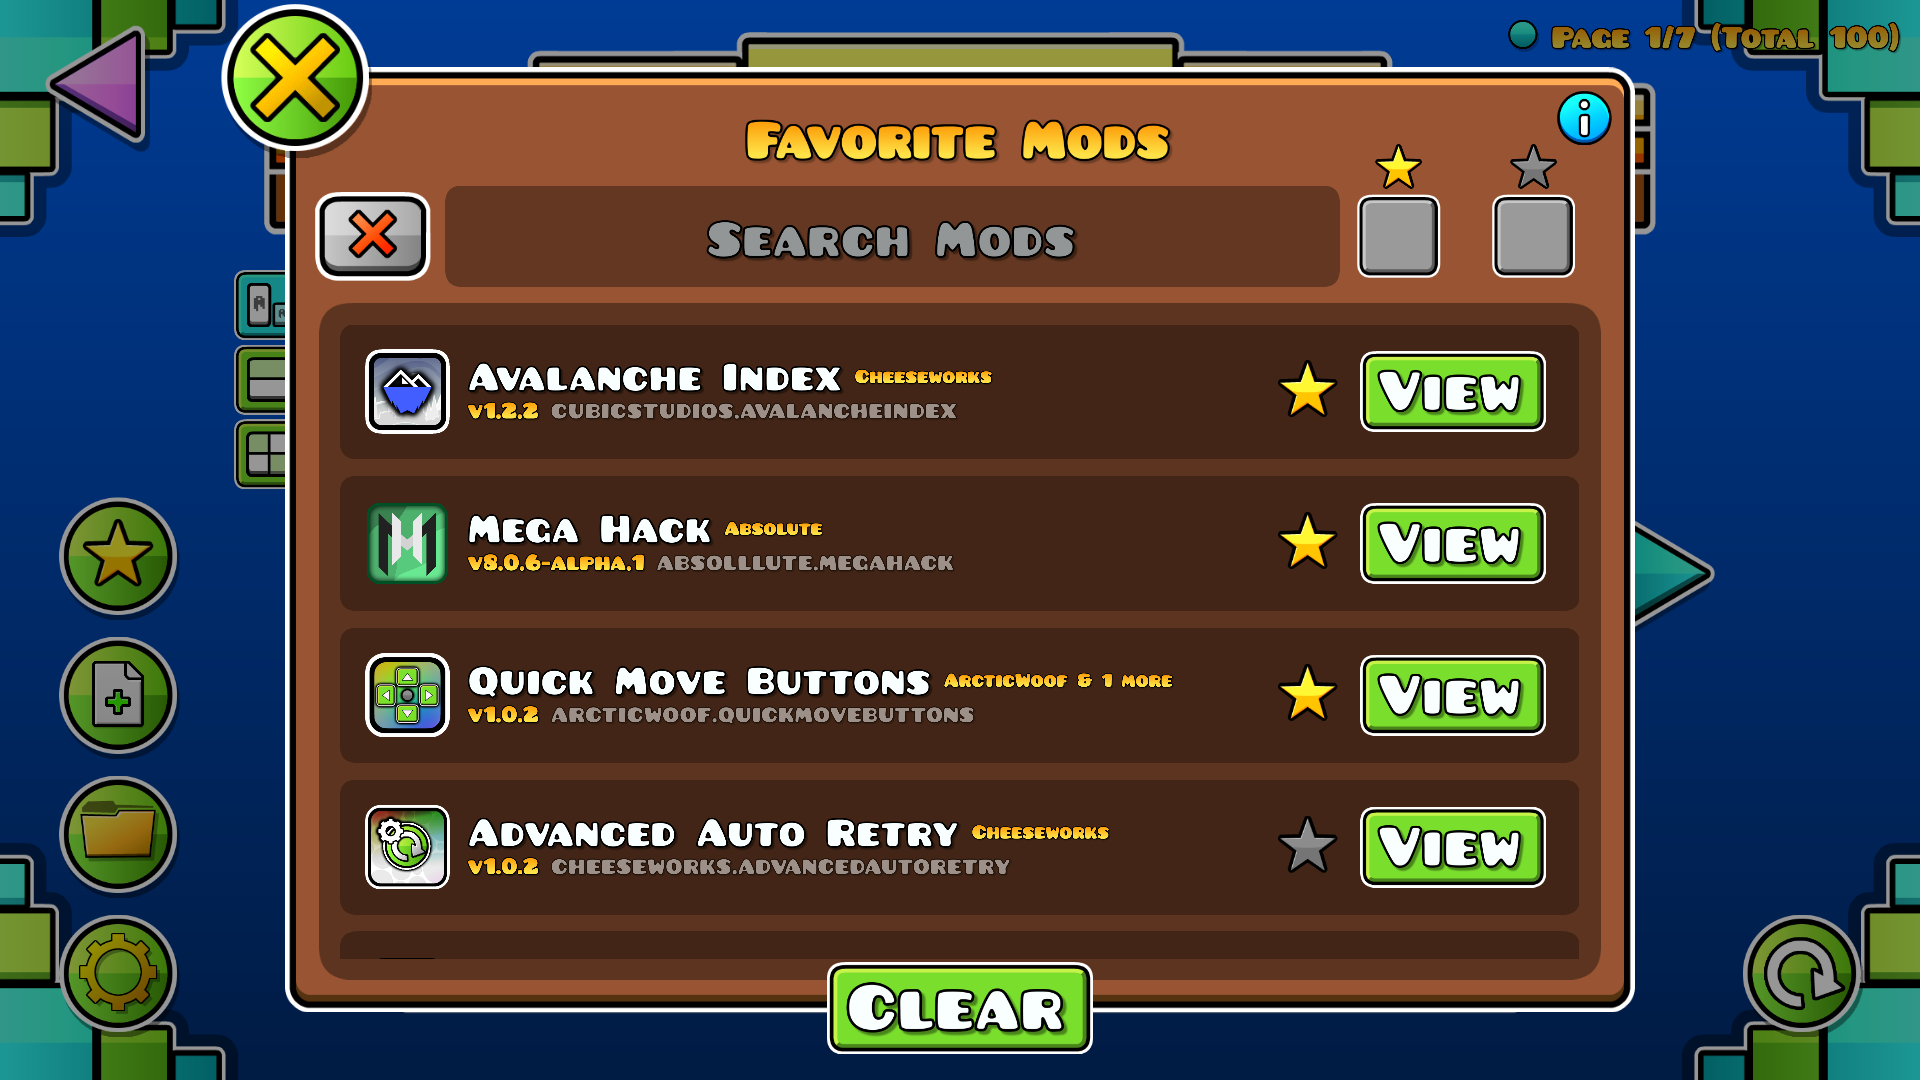 Page 1/7 (Total 100)
Favorite Mods
Search Mods
Avalanche Index Cheeseworks
v1.2.2 cubicstudios.avalancheindex
View
Mega Hack Absolute
v8.0.6-alpha.1 absolllute.megahack
View
Quick Move Buttons ArcticWoof & 1 more
v1.0.2 arcticwoof.quickmovebuttons
View
Advanced Auto Retry Cheeseworks
v1.0.2 cheeseworks.advancedautoretry
View
Clear